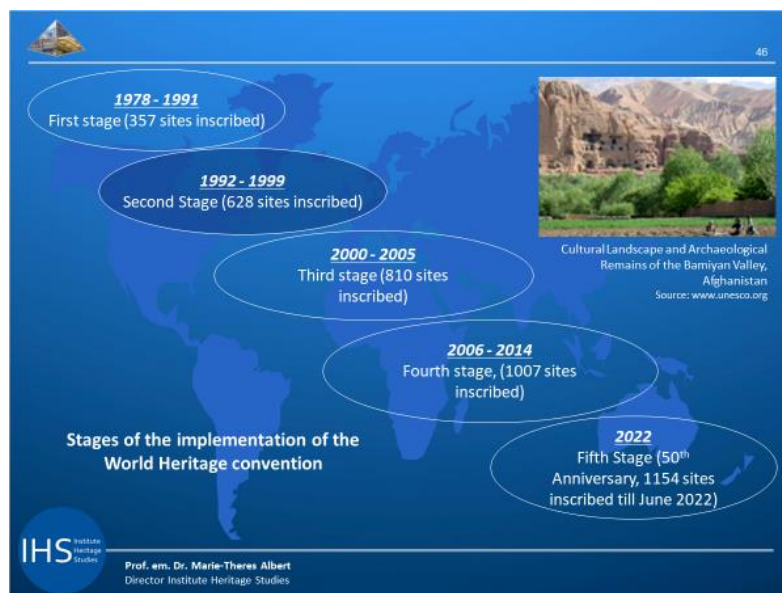 46
1978 - 1991
First stage (357 sites inscribed)
1992 - 1999
Second Stage (628 sites inscribed)
2000 - 2005
Third stage (810 sites
inscribed)
2006 - 2014
Fourth stage, (1007 sites
inscribed)
2022
Fifth Stage (50th
Anniversary, 1154 sites
inscribed till June 2022)
Cultural Landscape and Archaeological
Remains of the Bamiyan Valley,
Afghanistan
Source: www.unesco.org
Stages of the implementation of the
World Heritage convention
IHS Institute
Heritage
Studies
Prof. em. Dr. Marie-Theres Albert
Director Institute Heritage Studies